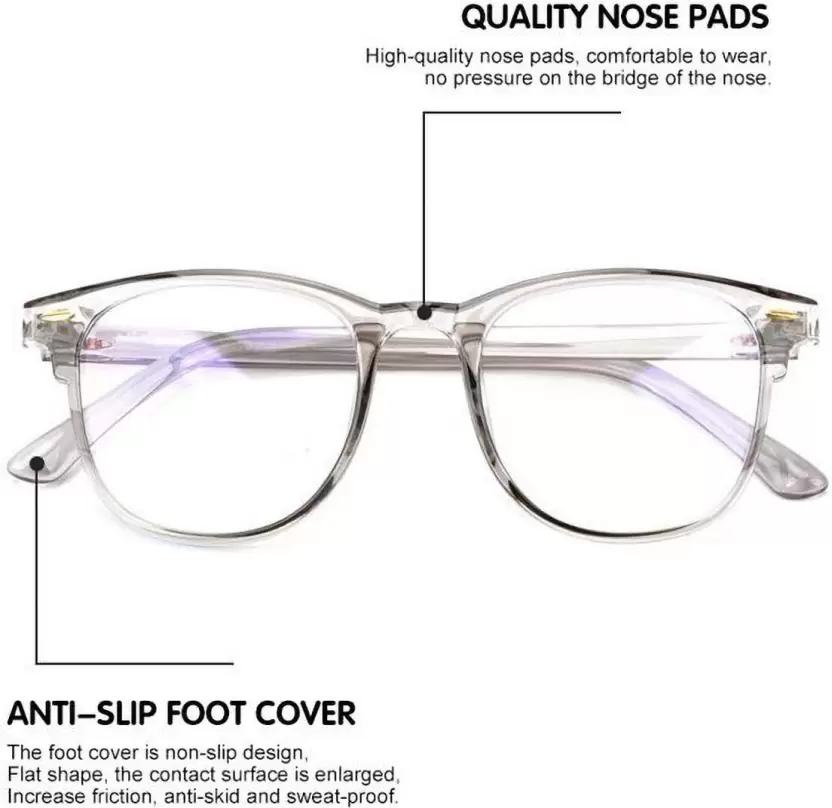 QUALITY NOSE PADS
High-quality nose pads, comfortable to wear,
no pressure on the bridge of the nose.
ANTI-SLIP FOOT COVER
The foot cover is non-slip design,
Flat shape, the contact surface is enlarged,
Increase friction, anti-skid and sweat-proof.